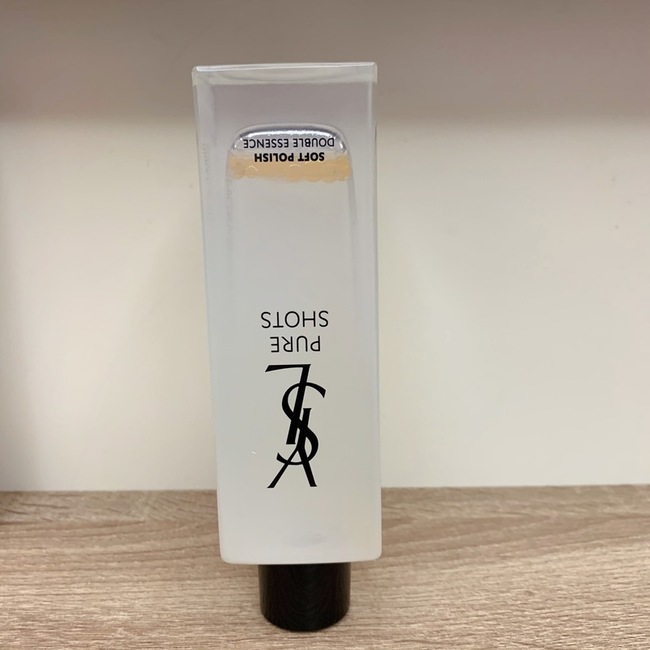 YSL
PURE
SHOTS
SOFT POLISH
DOUBLE ESSENCE